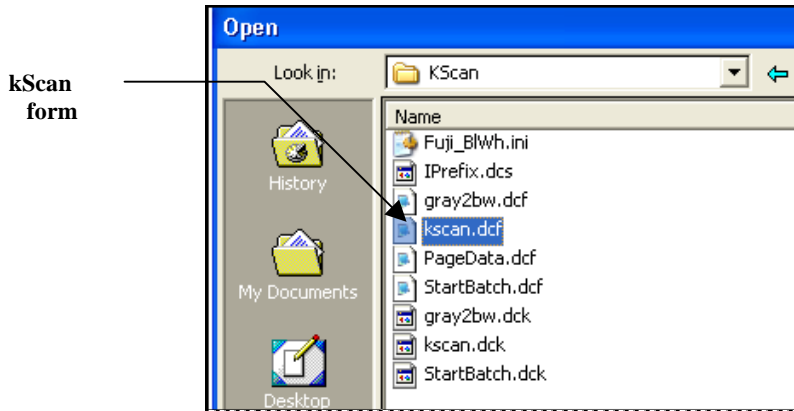 Open
Look in:
KScan
kScan
form
Name
Fuji_BlWh.ini
IPrefix.dcs
History
gray2bw.dcf
kscan.dcf
PageData.dcf
My Documents
StartBatch.dcf
gray2bw.dck
kscan.dck
StartBatch.dck
Desktop